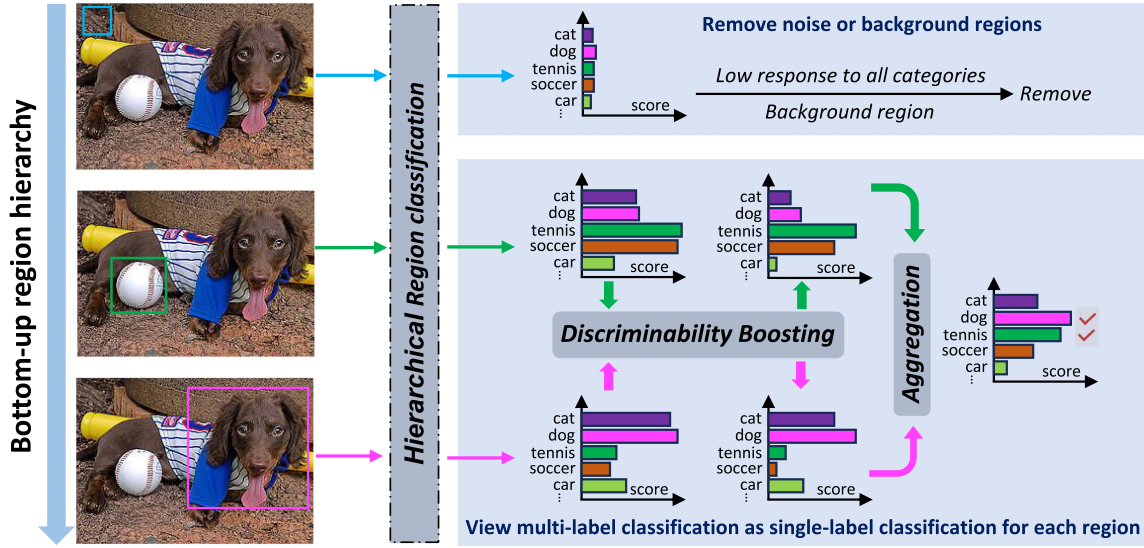 Bottom-up region hierarchy
Hierarchical Region classification
Remove noise or background regions
cat
dog
tennis
soccer
car
...
score
Low response to all categories
Background region
Remove
cat
dog
tennis
soccer
car
...
score
cat
dog
tennis
soccer
car
...
score
Discriminability Boosting
Aggregation
cat
dog
tennis
soccer
car
...
score
cat
dog
tennis
soccer
car
...
score
cat
dog
tennis
soccer
car
...
score
View multi-label classification as single-label classification for each region